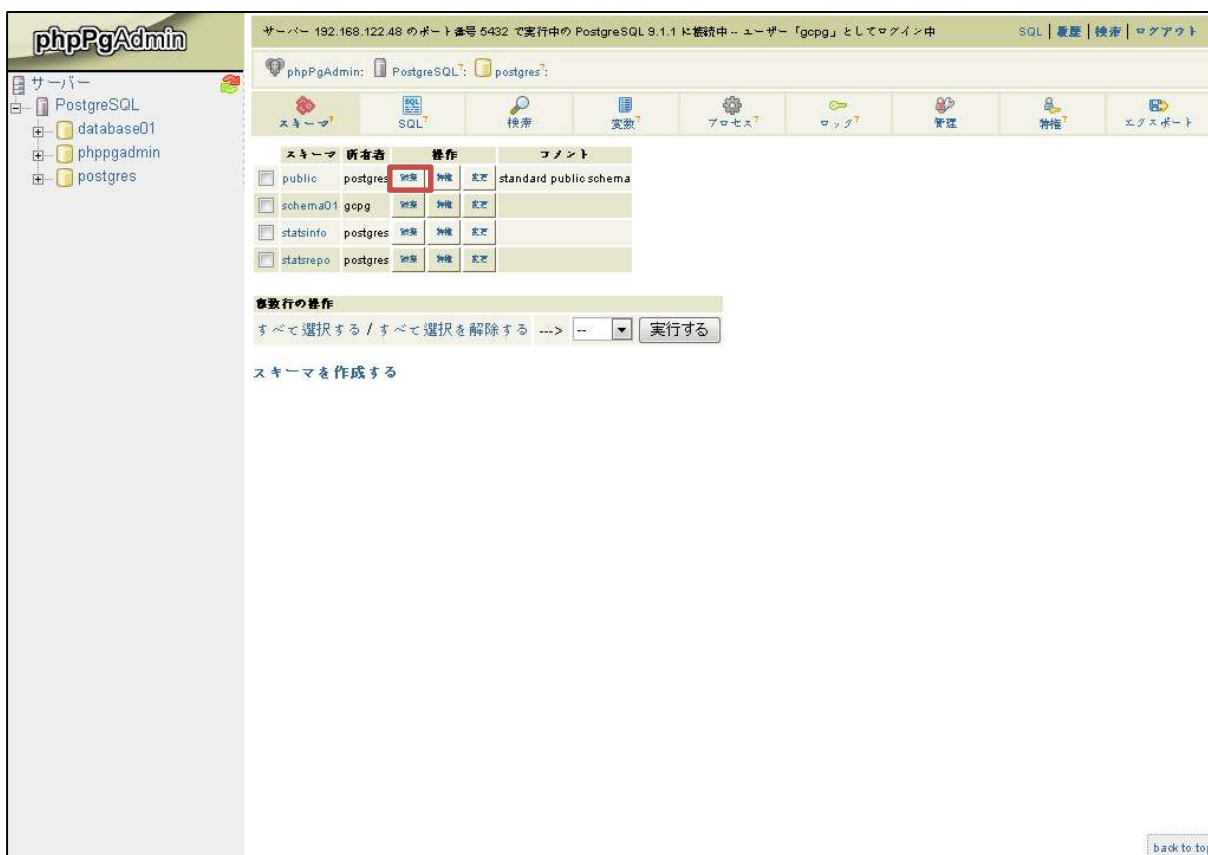 phpPgAdmin
サーバー 192.168.122.48 のポート番号 5432 で実行中の PostgreSQL 9.1.1 に接続中 -- ユーザー 「gcpg」としてログイン中
SQL | 履歴 | 検索 | ログアウト
サーバー
PostgreSQL
database01
phppgadmin
postgres
phpPgAdmin: PostgreSQL?: postgres?:
スキーマ? SQL? 検索 変数? プロセス? ロック? 管理 特権? エクスポート
スキーマ 所有者 操作 コメント
public postgres 破棄 特権 変更 standard public schema
schema01 gcpg 破棄 特権 変更
statsinfo postgres 破棄 特権 変更
statsrepo postgres 破棄 特権 変更
複数行の操作
すべて選択する / すべて選択を解除する ---> -- 実行する
スキーマを作成する
back to top